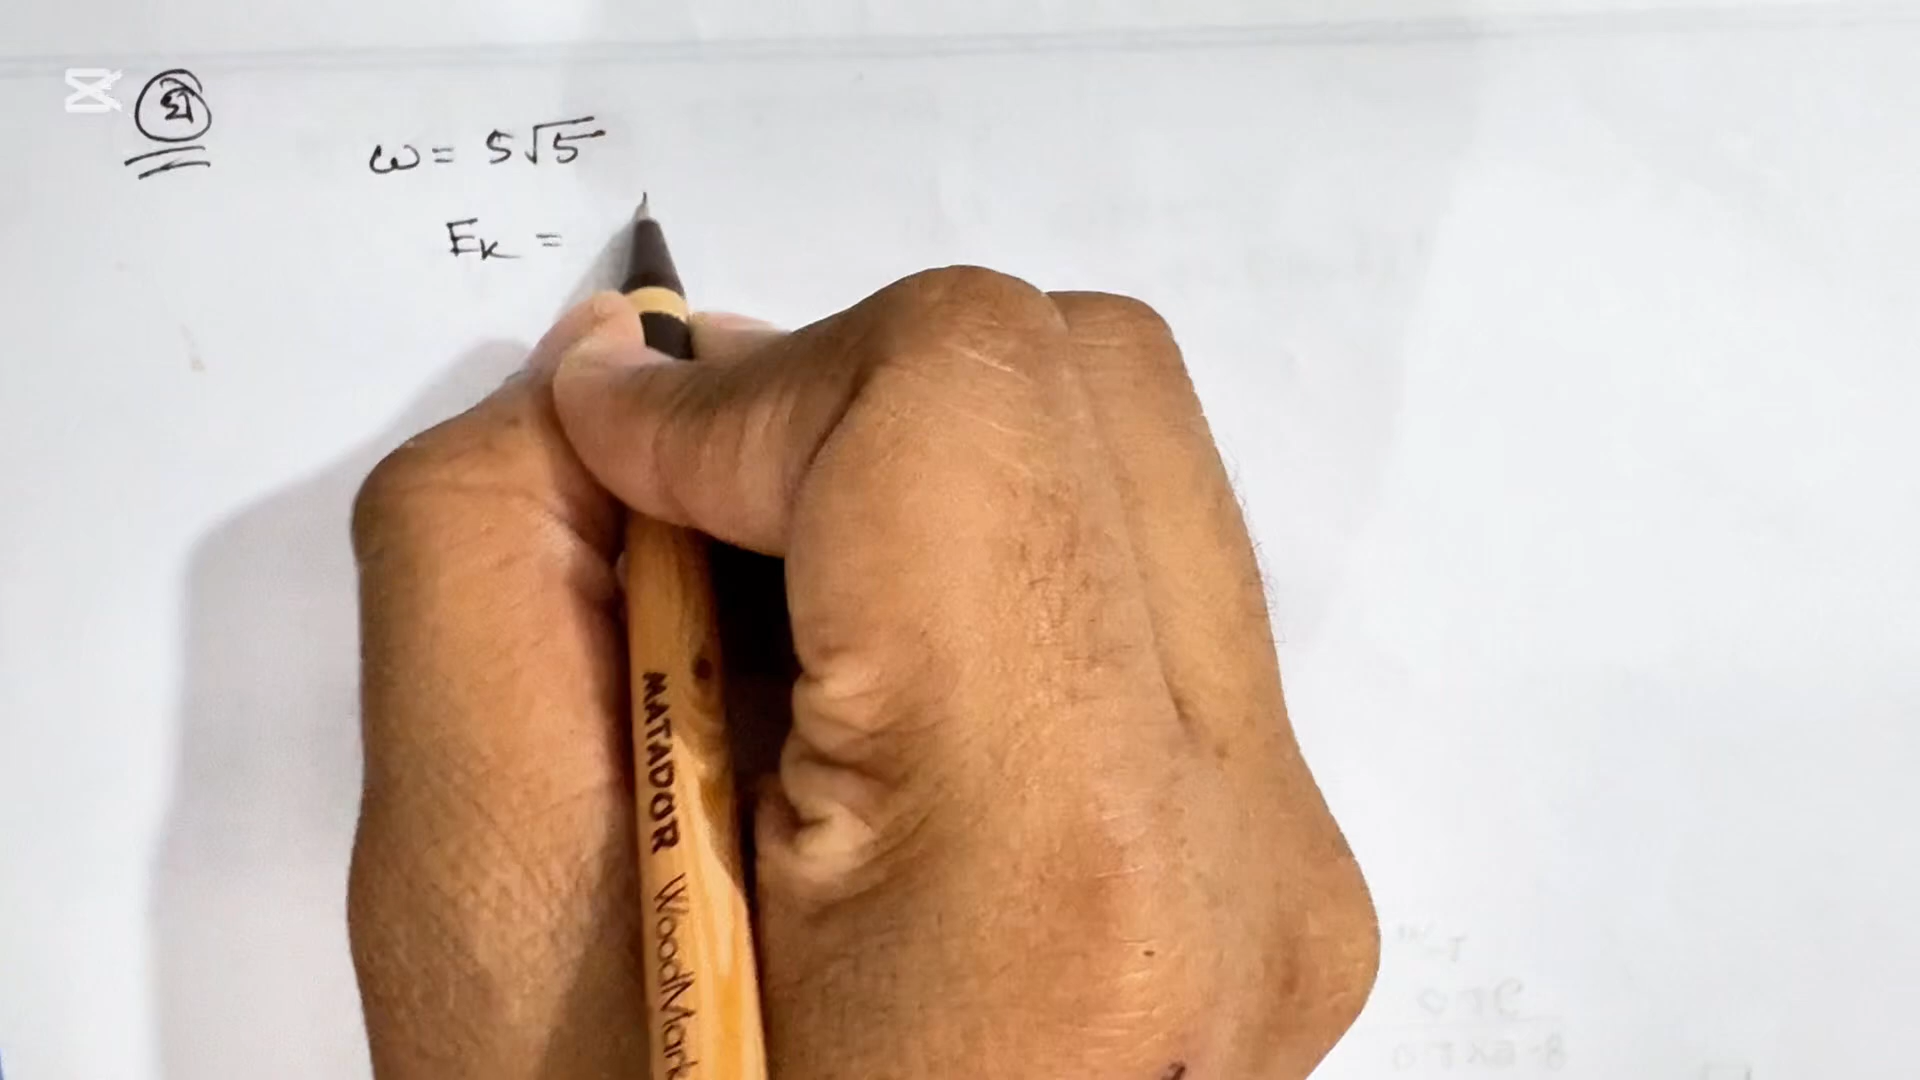 ঘ
ω = 5√5
Eₖ =
MATADOR WoodMark